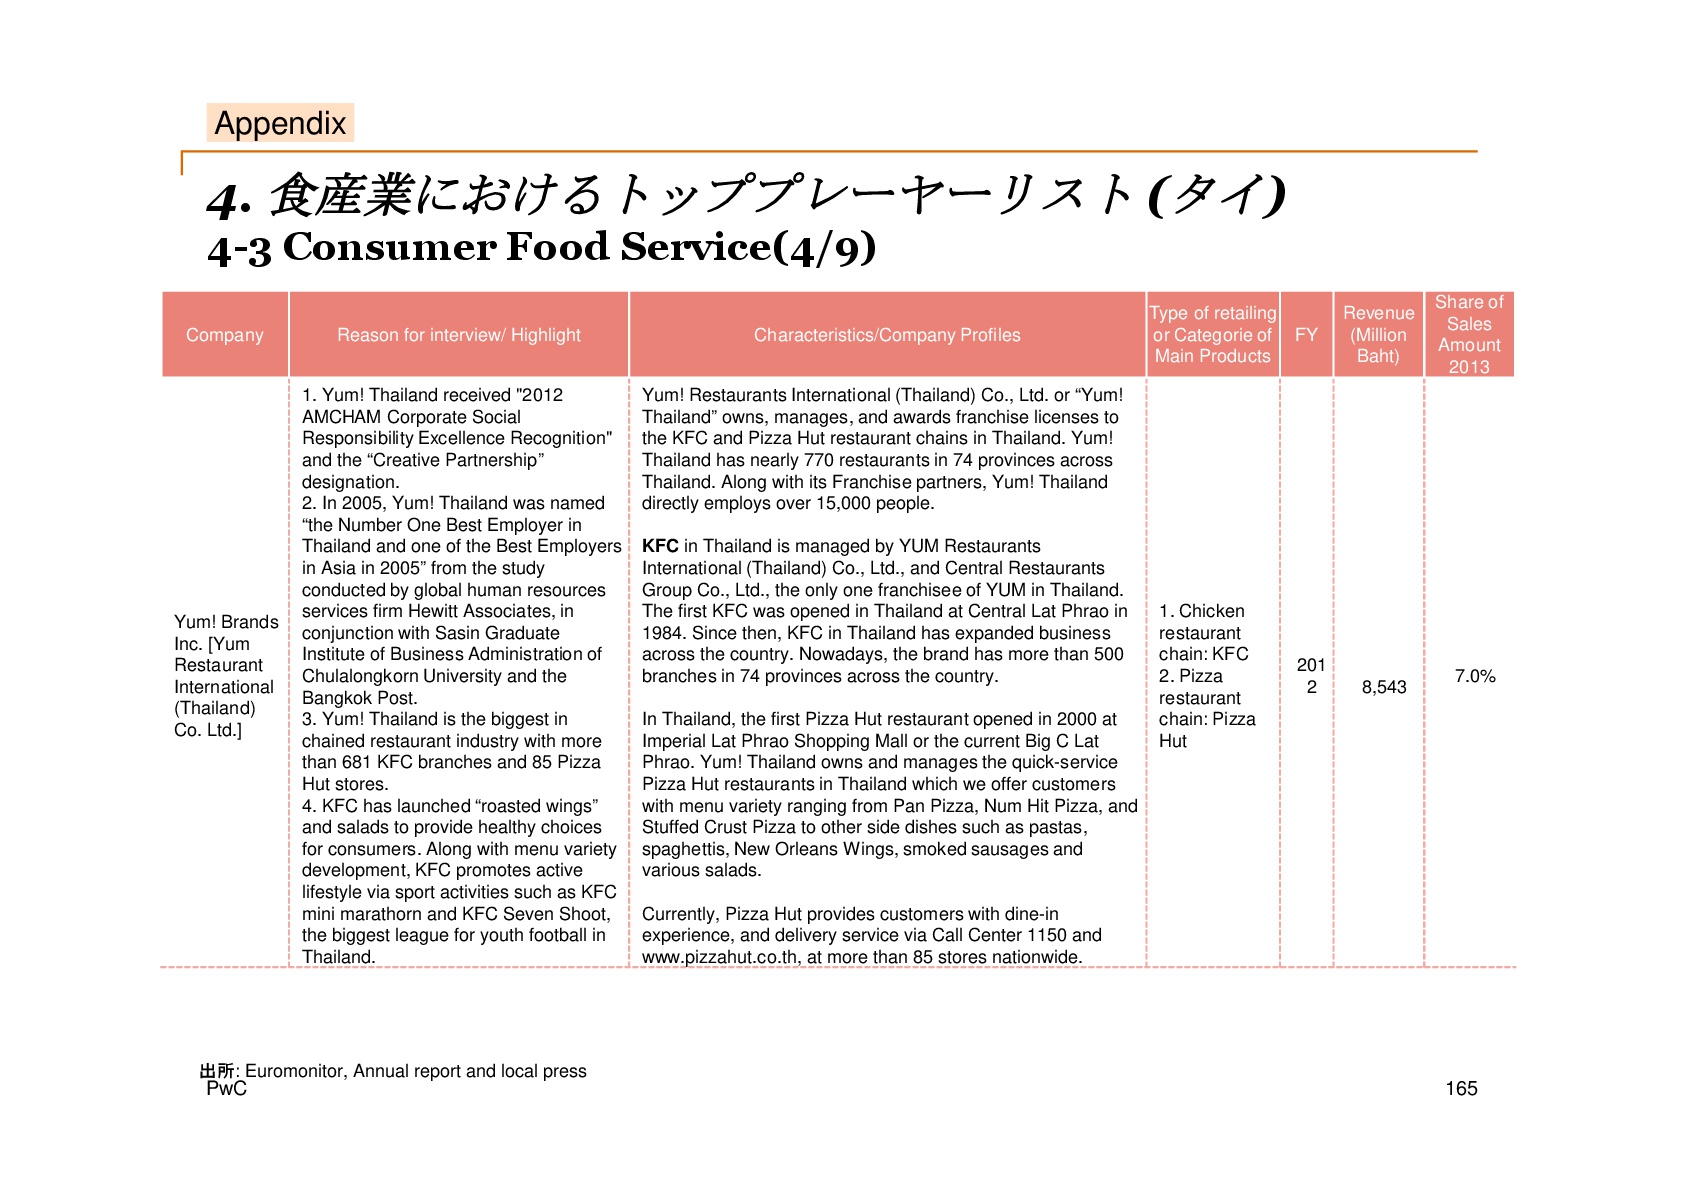 Appendix
4. 食産業におけるトッププレーヤーリスト(タイ)
4-3 Consumer Food Service(4/9)
Company
Reason for interview/ Highlight
Characteristics/Company Profiles
Type of retailing
or Categorie of
Main Products
FY
Revenue
(Million
Baht)
Share of
Sales
Amount
2013
Yum! Brands
Inc. [Yum
Restaurant
International
(Thailand)
Co. Ltd.]
1. Yum! Thailand received "2012
AMCHAM Corporate Social
Responsibility Excellence Recognition"
and the “Creative Partnership”
designation.
2. In 2005, Yum! Thailand was named
“the Number One Best Employer in
Thailand and one of the Best Employers
in Asia in 2005” from the study
conducted by global human resources
services firm Hewitt Associates, in
conjunction with Sasin Graduate
Institute of Business Administration of
Chulalongkorn University and the
Bangkok Post.
3. Yum! Thailand is the biggest in
chained restaurant industry with more
than 681 KFC branches and 85 Pizza
Hut stores.
4. KFC has launched “roasted wings”
and salads to provide healthy choices
for consumers. Along with menu variety
development, KFC promotes active
lifestyle via sport activities such as KFC
mini marathorn and KFC Seven Shoot,
the biggest league for youth football in
Thailand.
Yum! Restaurants International (Thailand) Co., Ltd. or “Yum!
Thailand” owns, manages, and awards franchise licenses to
the KFC and Pizza Hut restaurant chains in Thailand. Yum!
Thailand has nearly 770 restaurants in 74 provinces across
Thailand. Along with its Franchise partners, Yum! Thailand
directly employs over 15,000 people.
KFC in Thailand is managed by YUM Restaurants
International (Thailand) Co., Ltd., and Central Restaurants
Group Co., Ltd., the only one franchisee of YUM in Thailand.
The first KFC was opened in Thailand at Central Lat Phrao in
1984. Since then, KFC in Thailand has expanded business
across the country. Nowadays, the brand has more than 500
branches in 74 provinces across the country.
In Thailand, the first Pizza Hut restaurant opened in 2000 at
Imperial Lat Phrao Shopping Mall or the current Big C Lat
Phrao. Yum! Thailand owns and manages the quick-service
Pizza Hut restaurants in Thailand which we offer customers
with menu variety ranging from Pan Pizza, Num Hit Pizza, and
Stuffed Crust Pizza to other side dishes such as pastas,
spaghettis, New Orleans Wings, smoked sausages and
various salads.
Currently, Pizza Hut provides customers with dine-in
experience, and delivery service via Call Center 1150 and
www.pizzahut.co.th, at more than 85 stores nationwide.
1. Chicken
restaurant
chain: KFC
2. Pizza
restaurant
chain: Pizza
Hut
201
2
8,543
7.0%
出所: Euromonitor, Annual report and local press
PwC
165